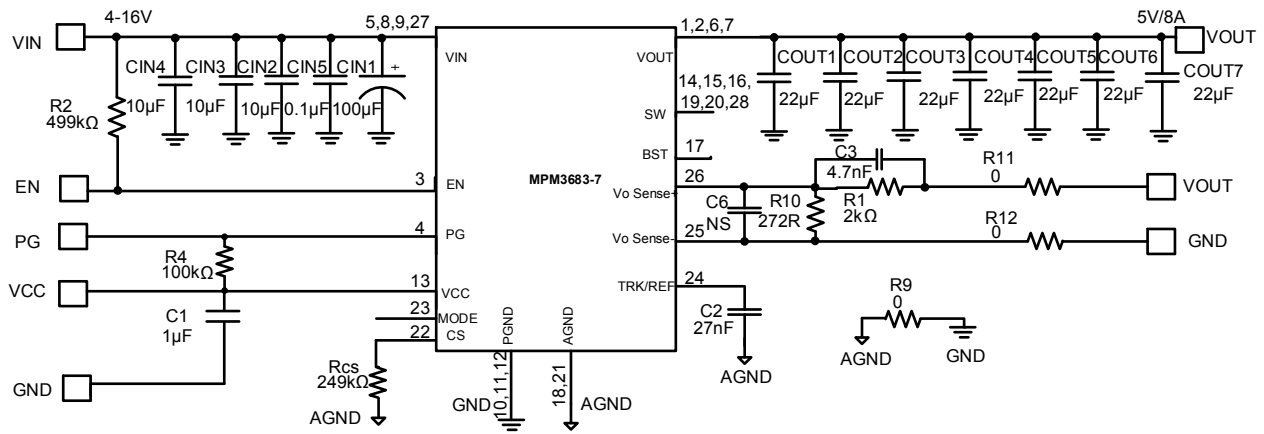 4-16V
5,8,9,27
1,2,6,7
5V/8A
VIN
VOUT
VIN
VOUT
CIN4
CIN3
CIN2
CIN5
CIN1
+
10µF
10µF
10µF
0.1µF
100µF
COUT1
COUT2
COUT3
COUT4
COUT5
COUT6
COUT7
22µF
22µF
22µF
22µF
22µF
22µF
22µF
R2
499kΩ
14,15,16,
19,20,28
SW
17
BST
C3
4.7nF
R11
0
EN
3
EN
MPM3683-7
26
Vo Sense+
R1
2kΩ
VOUT
C6
NS
R10
272R
R12
0
PG
4
PG
25
Vo Sense-
GND
R4
100kΩ
VCC
13
VCC
24
TRK/REF
C2
27nF
AGND
R9
0
AGND
GND
C1
1µF
23
MODE
22
CS
PGND
AGND
Rcs
249kΩ
AGND
GND
GND
10,11,12
18,21
AGND